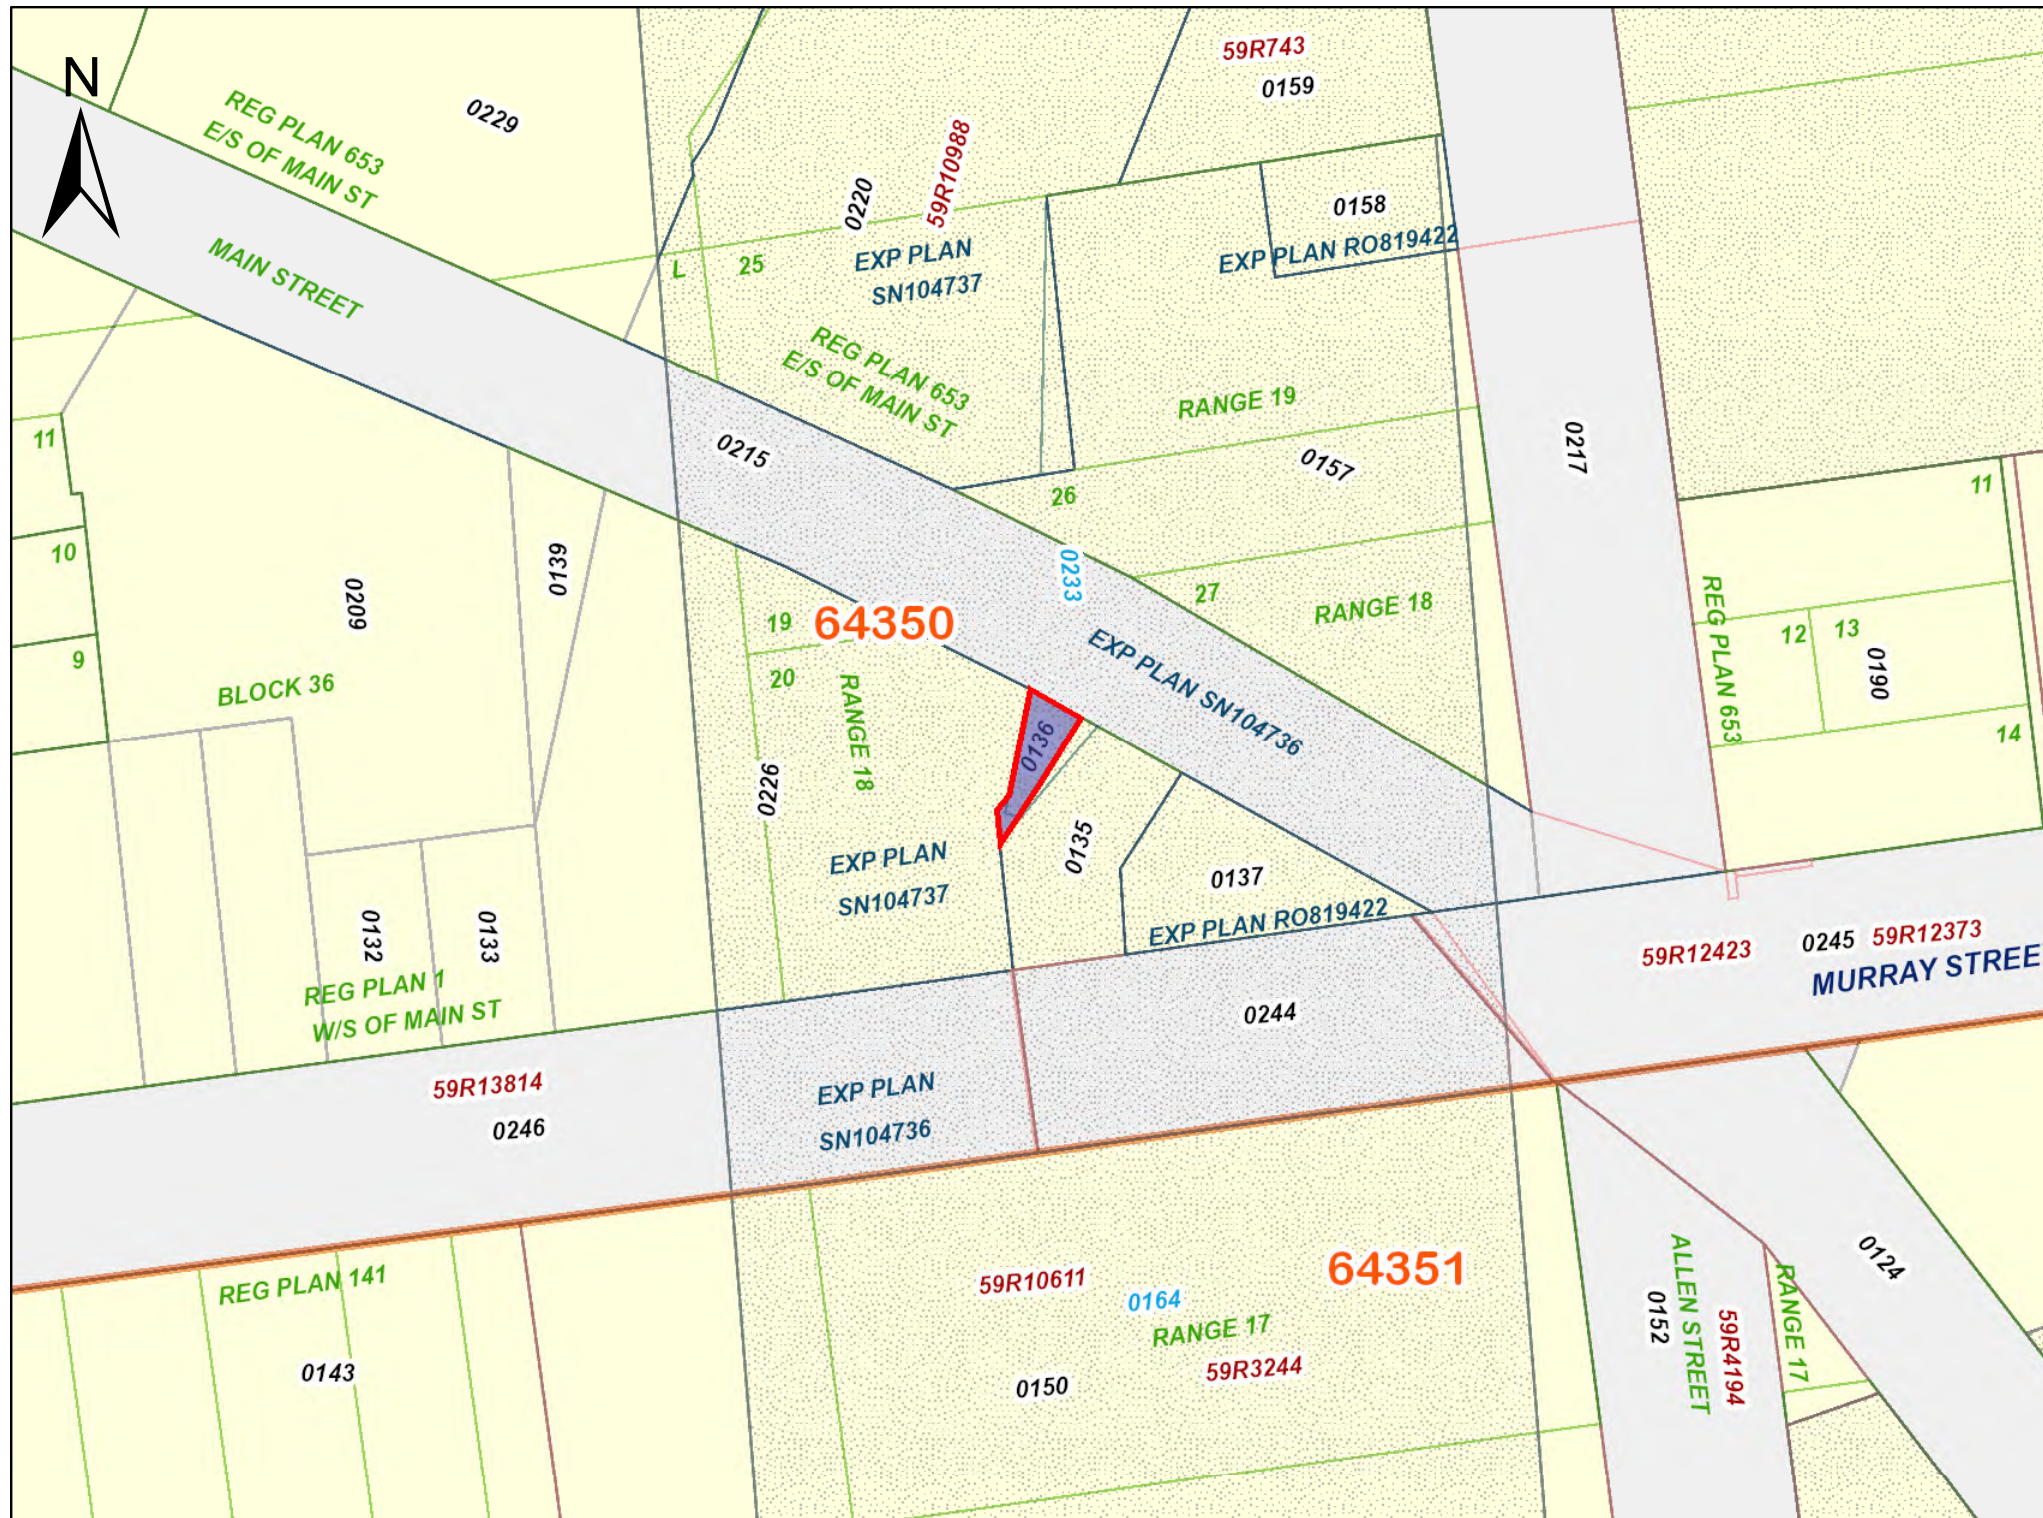 N
59R743
0159
REG PLAN 653
E/S OF MAIN ST
0229
0220
59R10988
0158
EXP PLAN RO819422
MAIN STREET
L
25
EXP PLAN
SN104737
REG PLAN 653
E/S OF MAIN ST
RANGE 19
0217
11
0215
0157
11
26
10
0139
0233
27
RANGE 18
0209
19
64350
REG PLAN 653
12
13
0190
9
BLOCK 36
20
RANGE 18
EXP PLAN SN104736
14
0136
0226
0135
EXP PLAN
SN104737
0137
EXP PLAN RO819422
0132
0133
59R12423
0245
59R12373
MURRAY STREE
REG PLAN 1
W/S OF MAIN ST
0244
59R13814
0246
EXP PLAN
SN104736
REG PLAN 141
59R10611
0164
64351
RANGE 17
59R3244
0150
0143
0152
ALLEN STREET
59R4194
RANGE 17
0124